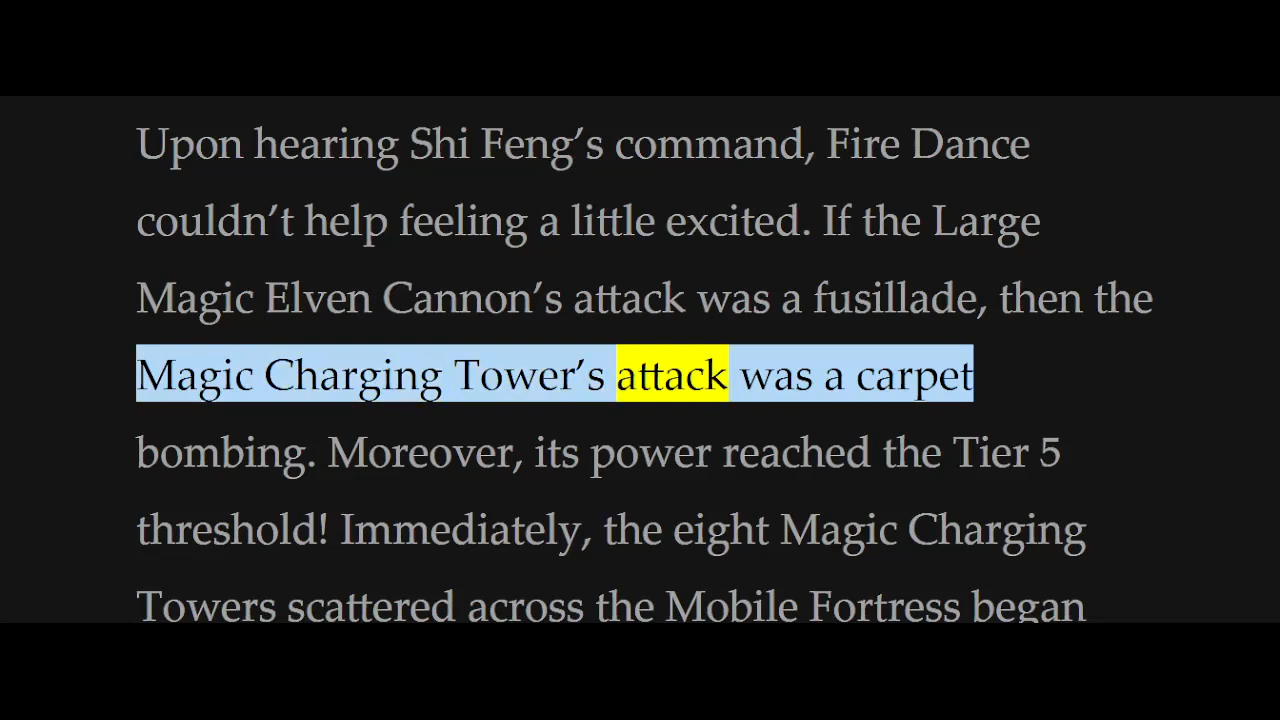 Upon hearing Shi Feng’s command, Fire Dance
couldn’t help feeling a little excited. If the Large
Magic Elven Cannon’s attack was a fusillade, then the
Magic Charging Tower’s attack was a carpet
bombing. Moreover, its power reached the Tier 5
threshold! Immediately, the eight Magic Charging
Towers scattered across the Mobile Fortress began